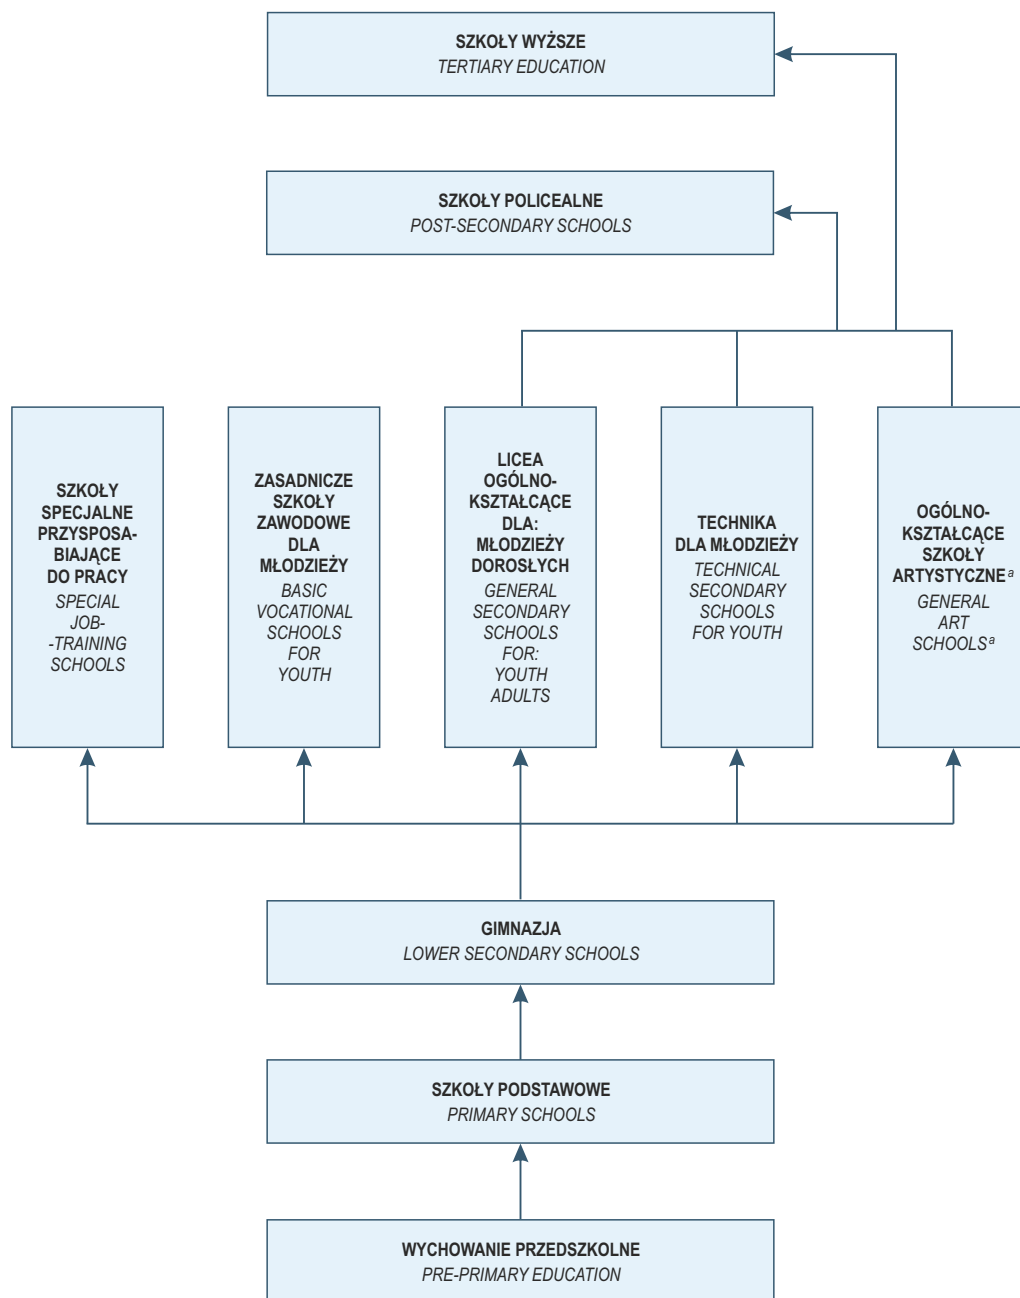 SZKOŁY WYŻSZE
TERTIARY EDUCATION
SZKOŁY POLICEALNE
POST-SECONDARY SCHOOLS
SZKOŁY
SPECJALNE
PRZYSPOSA-
BIAJĄCE
DO PRACY
SPECIAL
JOB-
-TRAINING
SCHOOLS
ZASADNICZE
SZKOŁY
ZAWODOWE
DLA
MŁODZIEŻY
BASIC
VOCATIONAL
SCHOOLS
FOR
YOUTH
LICEA
OGÓLNO-
KSZTAŁCĄCE
DLA:
MŁODZIEŻY
DOROSŁYCH
GENERAL
SECONDARY
SCHOOLS
FOR:
YOUTH
ADULTS
TECHNIKA
DLA MŁODZIEŻY
TECHNICAL
SECONDARY
SCHOOLS
FOR YOUTH
OGÓLNO-
KSZTAŁCĄCE
SZKOŁY
ARTYSTYCZNE a
GENERAL
ART
SCHOOLS a
GIMNAZJA
LOWER SECONDARY SCHOOLS
SZKOŁY PODSTAWOWE
PRIMARY SCHOOLS
WYCHOWANIE PRZEDSZKOLNE
PRE-PRIMARY EDUCATION